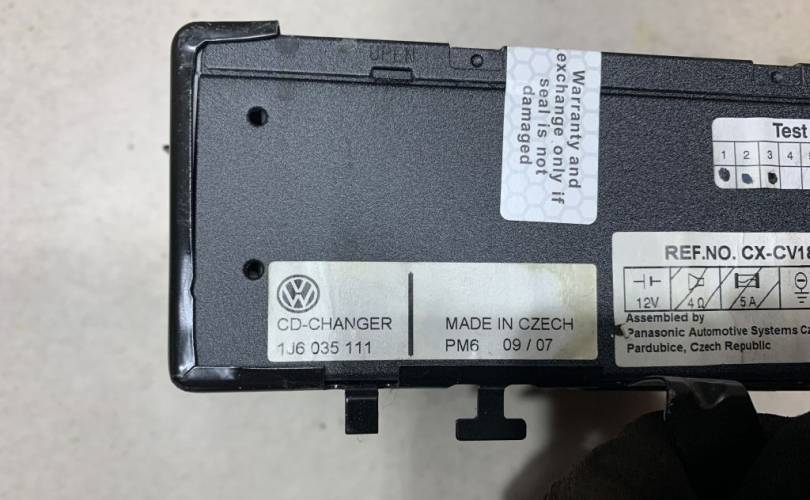 OPEN
Warranty and
exchange only if
seal is not
damaged
Test
1 2 3 4
REF.NO. CX-CV18
12V 4Ω 5A
Assembled by
Panasonic Automotive Systems Cz
Pardubice, Czech Republic
CD-CHANGER
1J6 035 111
MADE IN CZECH
PM6 09 / 07